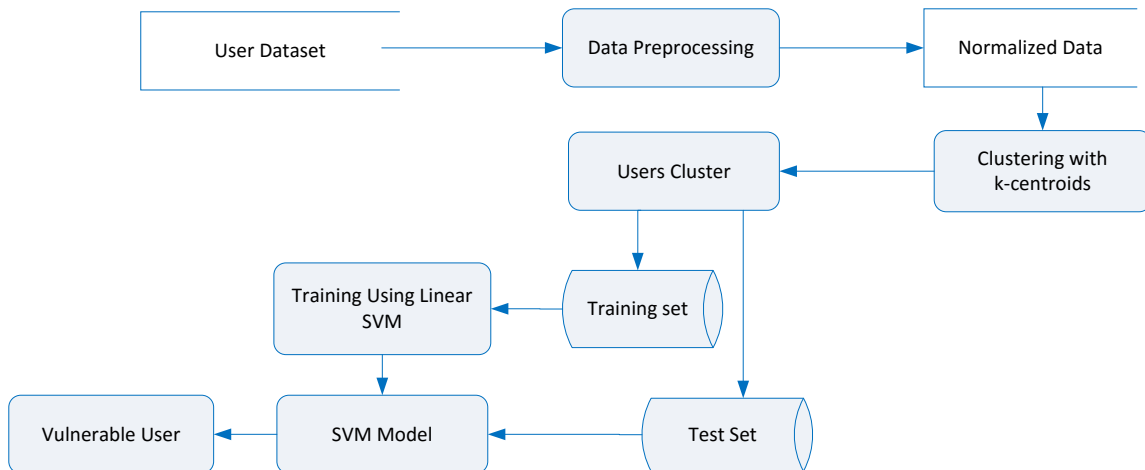 User Dataset
Data Preprocessing
Normalized Data
Users Cluster
Clustering with
k-centroids
Training Using Linear
SVM
Training set
Vulnerable User
SVM Model
Test Set